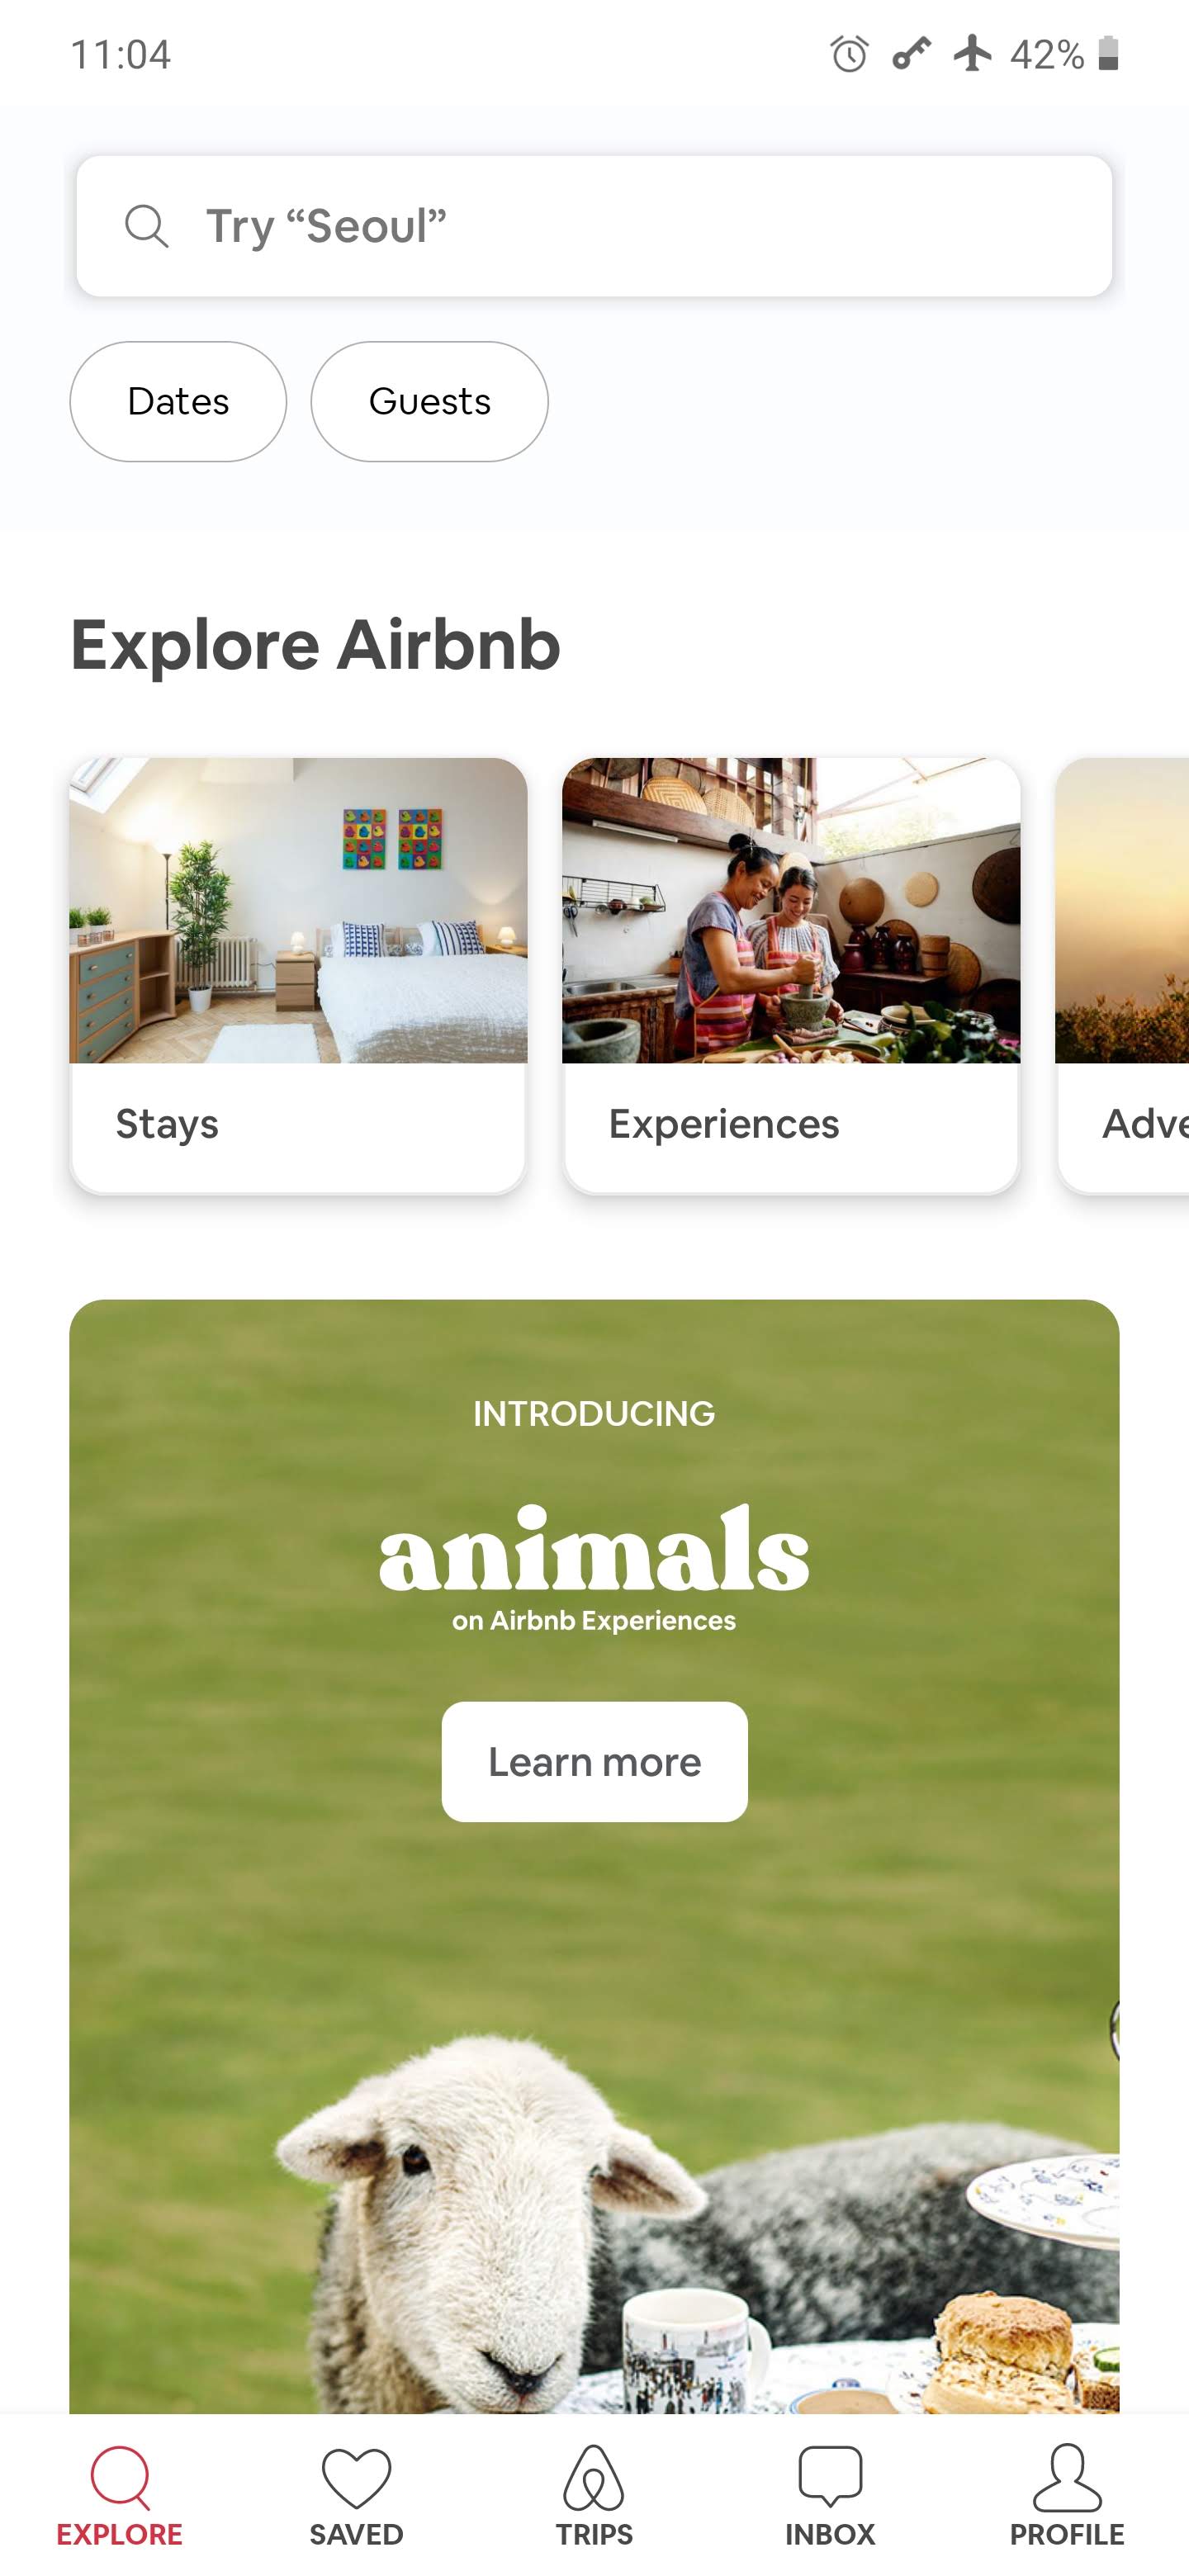 11:04
42%
Try “Seoul”
Dates
Guests
Explore Airbnb
Stays
Experiences
INTRODUCING
animals
on Airbnb Experiences
Learn more
EXPLORE
SAVED
TRIPS
INBOX
PROFILE